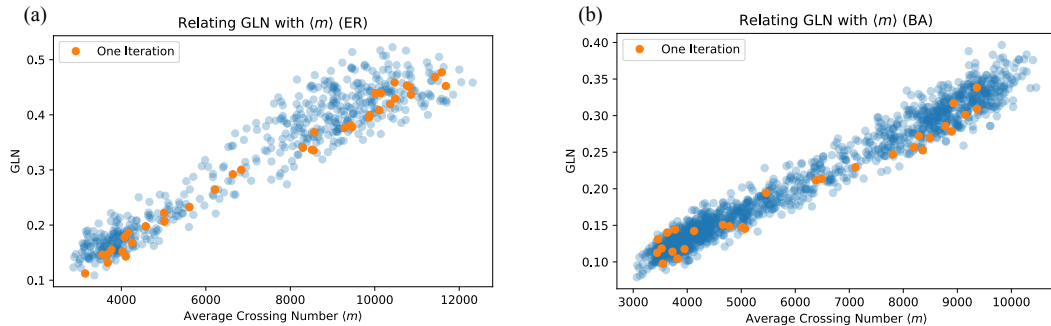 (a)
Relating GLN with ⟨m⟩ (ER)
One Iteration
GLN
0.5
0.4
0.3
0.2
0.1
4000 6000 8000 10000 12000
Average Crossing Number ⟨m⟩
(b)
Relating GLN with ⟨m⟩ (BA)
One Iteration
GLN
0.40
0.35
0.30
0.25
0.20
0.15
0.10
3000 4000 5000 6000 7000 8000 9000 10000
Average Crossing Number ⟨m⟩